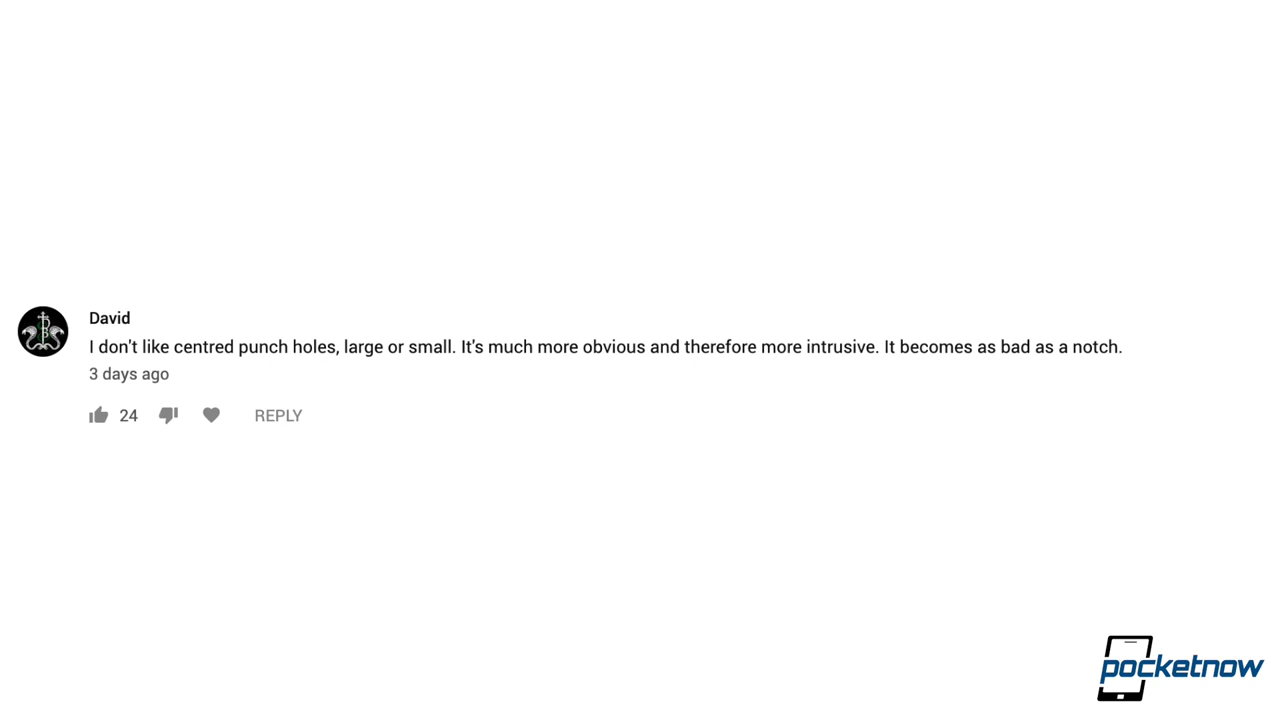 David
I don't like centred punch holes, large or small. It's much more obvious and therefore more intrusive. It becomes as bad as a notch.
3 days ago
24 REPLY
pocketnow